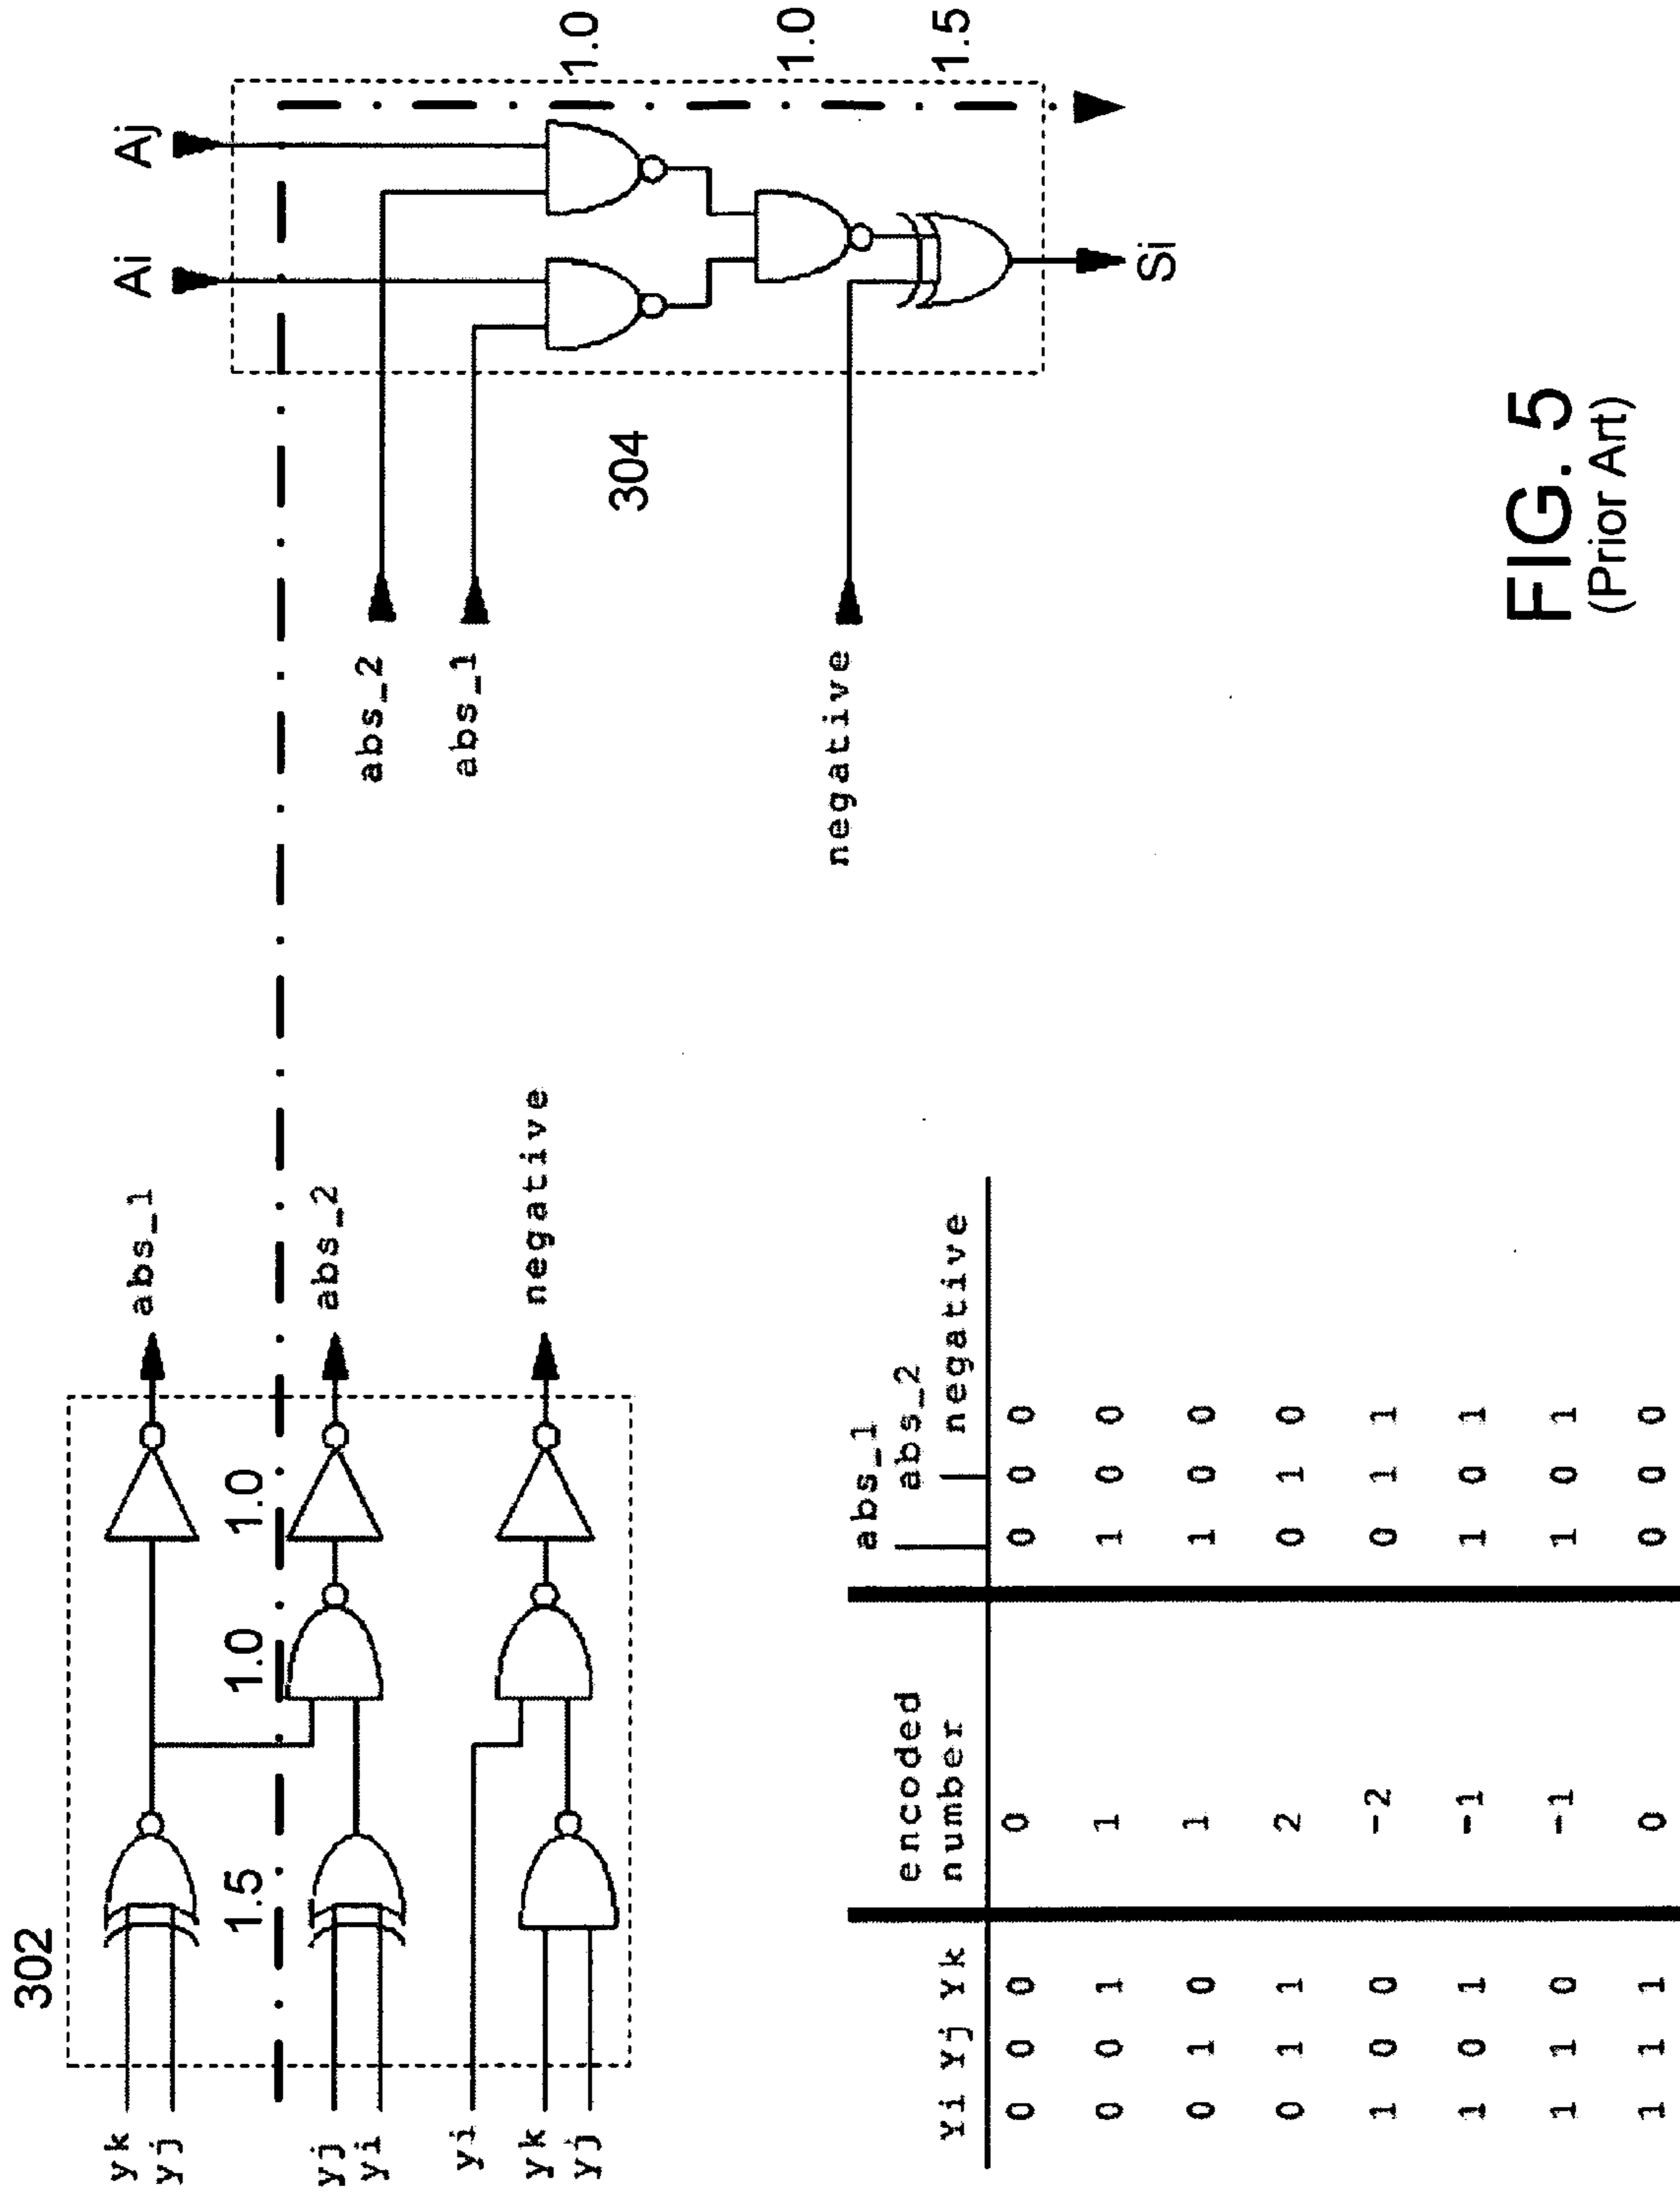 302
yk
yj
yj
yi
yi
yk
yj
1.5
1.0
1.0
abs_1
abs_2
negative
Ai
Aj
abs_2
abs_1
negative
304
1.0
1.0
1.5
Si
abs_1
encoded abs_2
Yi Yj Yk number negative
0 0 0 0 0 0 0
0 0 1 1 1 0 0
0 1 0 1 1 0 0
0 1 1 2 0 1 0
1 0 0 -2 0 1 1
1 0 1 -1 1 0 1
1 1 0 -1 1 0 1
1 1 1 0 0 0 0
FIG. 5
(Prior Art)